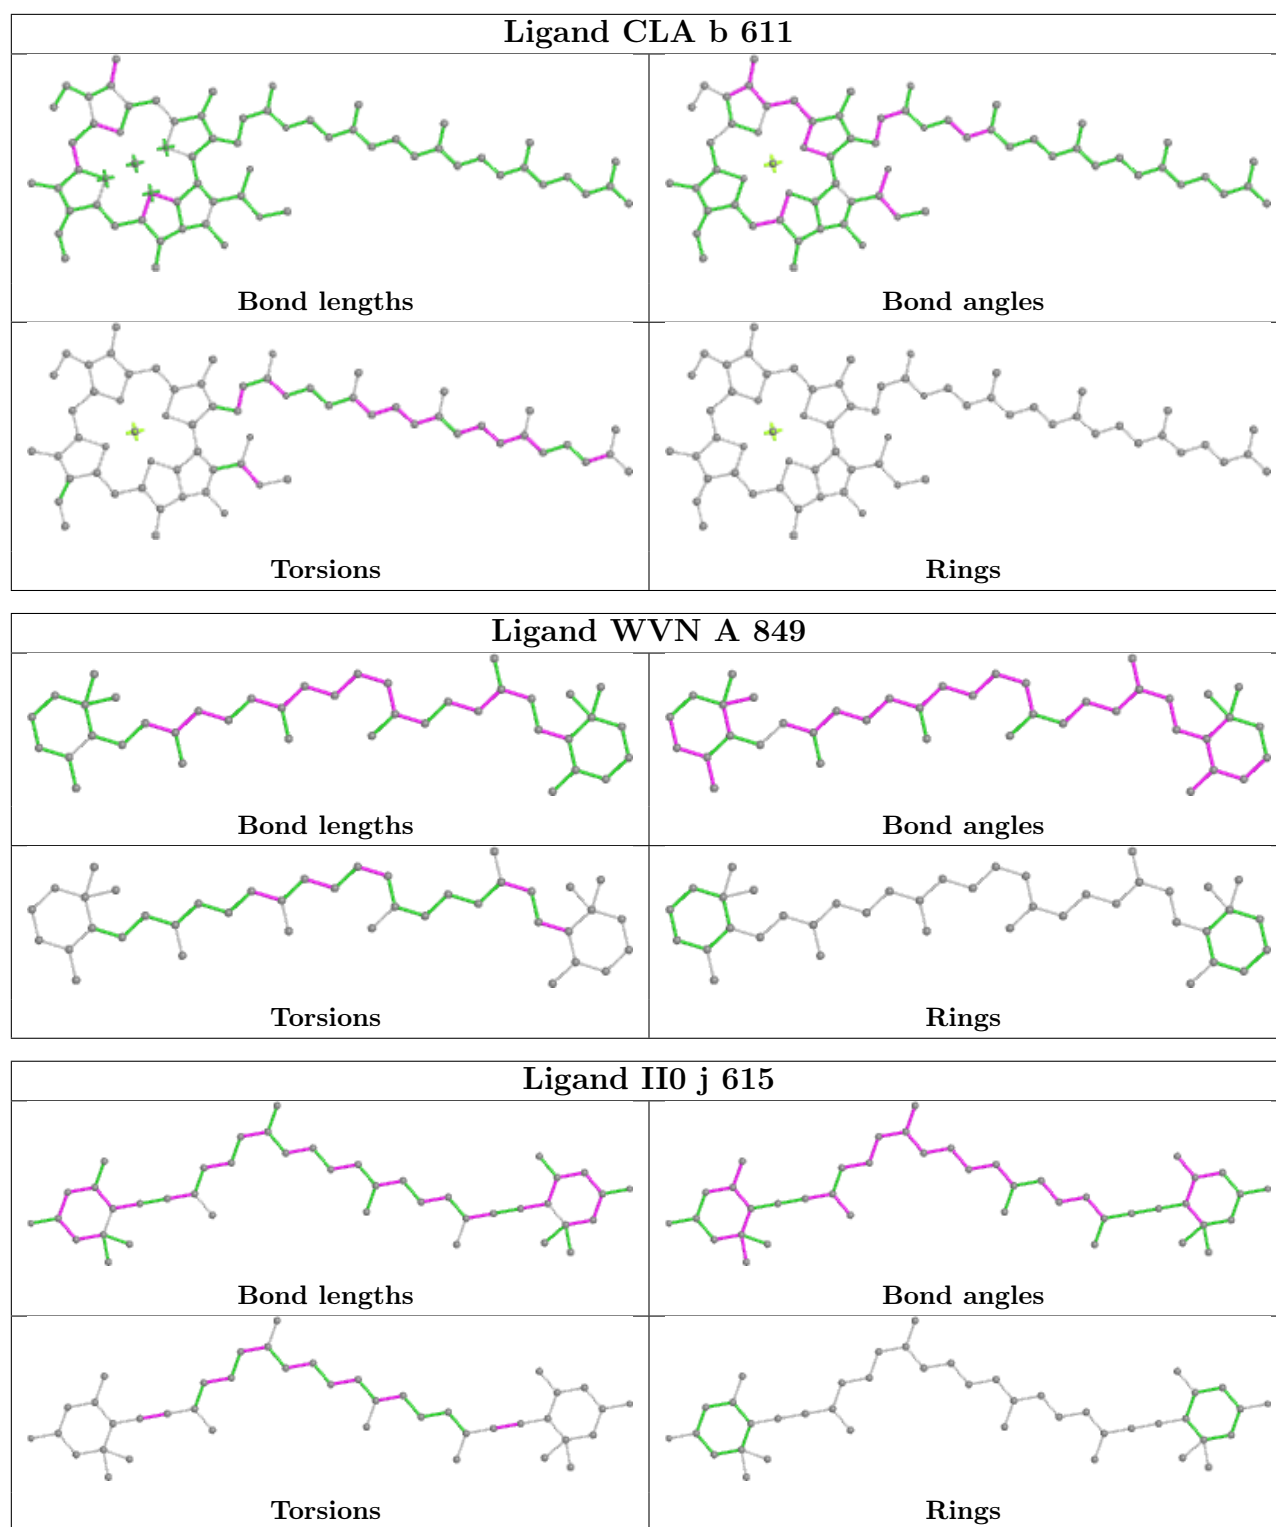 Ligand CLA b 611
Bond lengths
Bond angles
Torsions
Rings
Ligand WVN A 849
Bond lengths
Bond angles
Torsions
Rings
Ligand II0 j 615
Bond lengths
Bond angles
Torsions
Rings